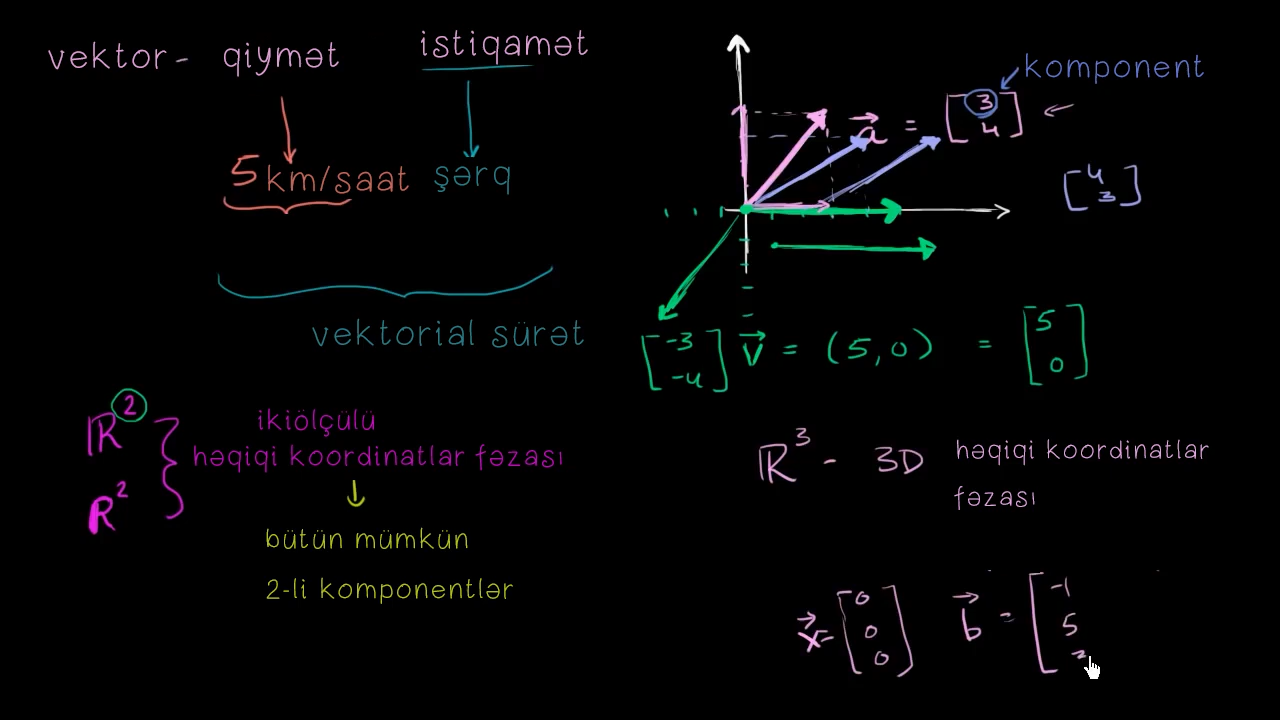 vektor - qiymət istiqamət
5 km/saat şərq
vektorial sürət
komponent
a = [3
4]
[4
3]
[-3
-4]
v = (5,0) = [5
0]
ℝ² } ikiölçülü
həqiqi koordinatlar fəzası
R²
bütün mümkün
2-li komponentlər
ℝ³ - 3D həqiqi koordinatlar
fəzası
x = [0
0
0]
b = [-1
5